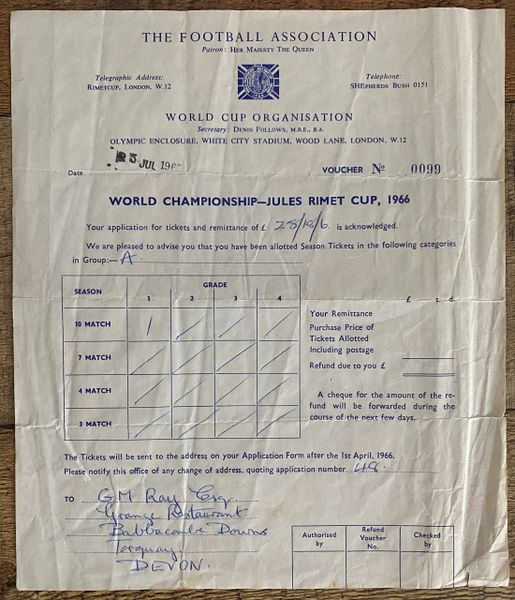 THE FOOTBALL ASSOCIATION
Patron: HER MAJESTY THE QUEEN
Telegraphic Address:
RIMETCUP, LONDON, W.12
Telephone:
SHEPHERDS BUSH 0151
WORLD CUP ORGANISATION
Secretary: DENIS FOLLOWS, M.B.E., B.A.
OLYMPIC ENCLOSURE, WHITE CITY STADIUM, WOOD LANE, LONDON, W.12
Date 23 JUL 196
VOUCHER No 0099
WORLD CHAMPIONSHIP—JULES RIMET CUP, 1966
Your application for tickets and remittance of £ 28/18/6 is acknowledged.
We are pleased to advise you that you have been allotted Season Tickets in the following categories
in Group:— A.
SEASON
GRADE
1 2 3 4
10 MATCH 1 / / /
7 MATCH / / / /
4 MATCH / / / /
3 MATCH / / / /
£ s. d.
Your Remittance
Purchase Price of
Tickets Allotted
Including postage
Refund due to you £
A cheque for the amount of the re-
fund will be forwarded during the
course of the next few days.
The Tickets will be sent to the address on your Application Form after the 1st April, 1966.
Please notify this office of any change of address, quoting application number 48.
TO G M Ray Esq.
Grange Restaurant
Babbacombe Downs
Torquay.
DEVON.
Authorised
by
Refund
Voucher
No.
Checked
by